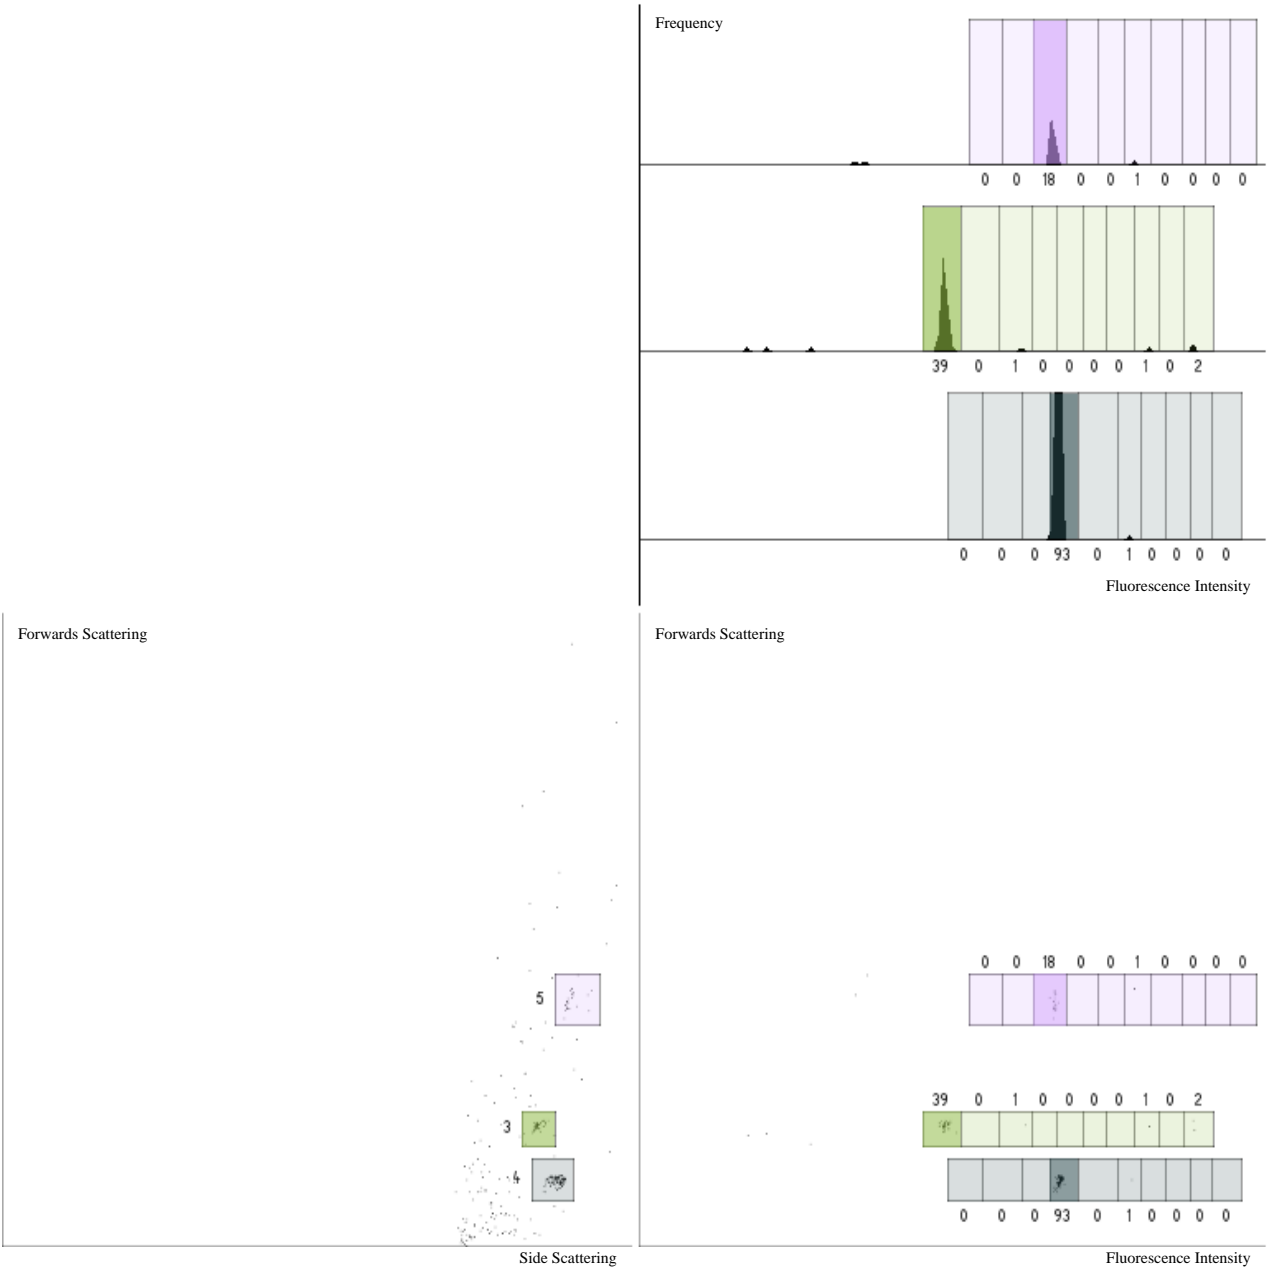 Frequency
0 0 18 0 0 1 0 0 0 0
39 0 1 0 0 0 0 1 0 2
0 0 0 93 0 1 0 0 0 0
Fluorescence Intensity
Forwards Scattering
5
3
4
Side Scattering
Forwards Scattering
0 0 18 0 0 1 0 0 0 0
39 0 1 0 0 0 0 1 0 2
0 0 0 93 0 1 0 0 0 0
Fluorescence Intensity